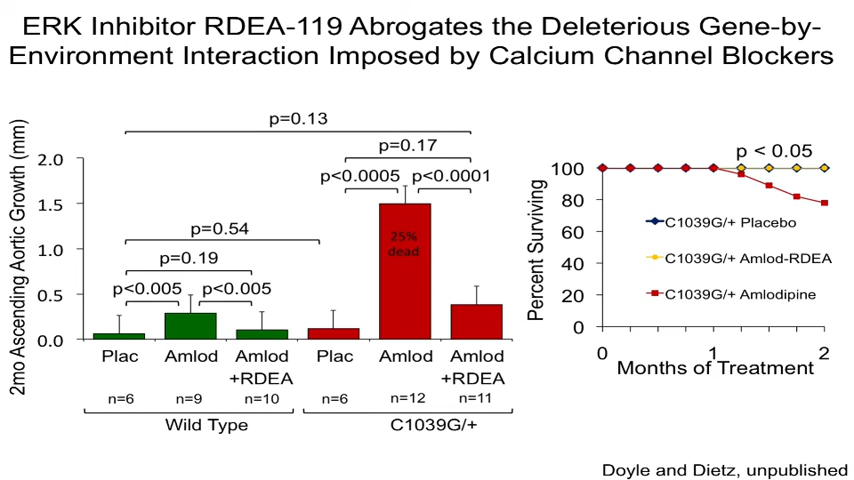 ERK Inhibitor RDEA-119 Abrogates the Deleterious Gene-by-
Environment Interaction Imposed by Calcium Channel Blockers
2mo Ascending Aortic Growth (mm)
2.0
1.5
1.0
0.5
0.0
p=0.13
p=0.17
p<0.0005 p<0.0001
p=0.54
p=0.19
p<0.005 p<0.005
25%
dead
Plac Amlod Amlod Plac Amlod Amlod
+RDEA +RDEA
n=6 n=9 n=10 n=6 n=12 n=11
Wild Type C1039G/+
Percent Surviving
p < 0.05
100
80
60
40
20
0
C1039G/+ Placebo
C1039G/+ Amlod-RDEA
C1039G/+ Amlodipine
0 1 2
Months of Treatment
Doyle and Dietz, unpublished